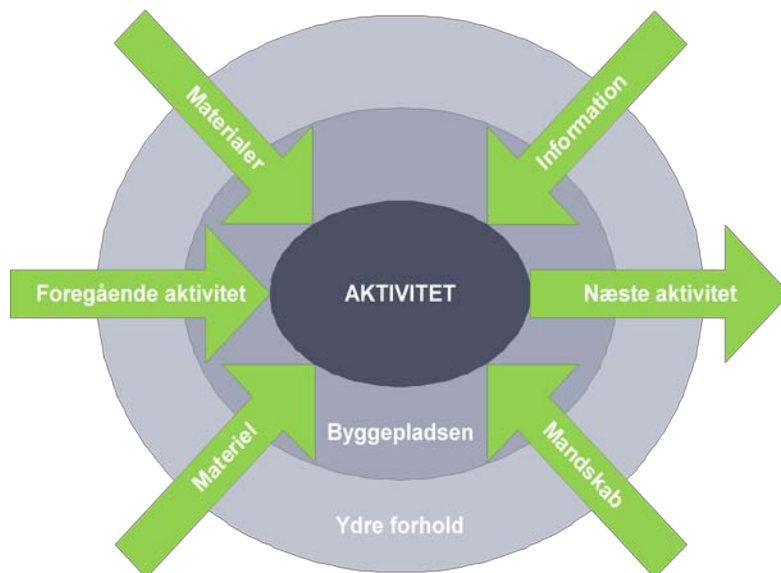 Materialer
Information
Foregående aktivitet
AKTIVITET
Næste aktivitet
Materiel
Byggepladsen
Mandskab
Ydre forhold